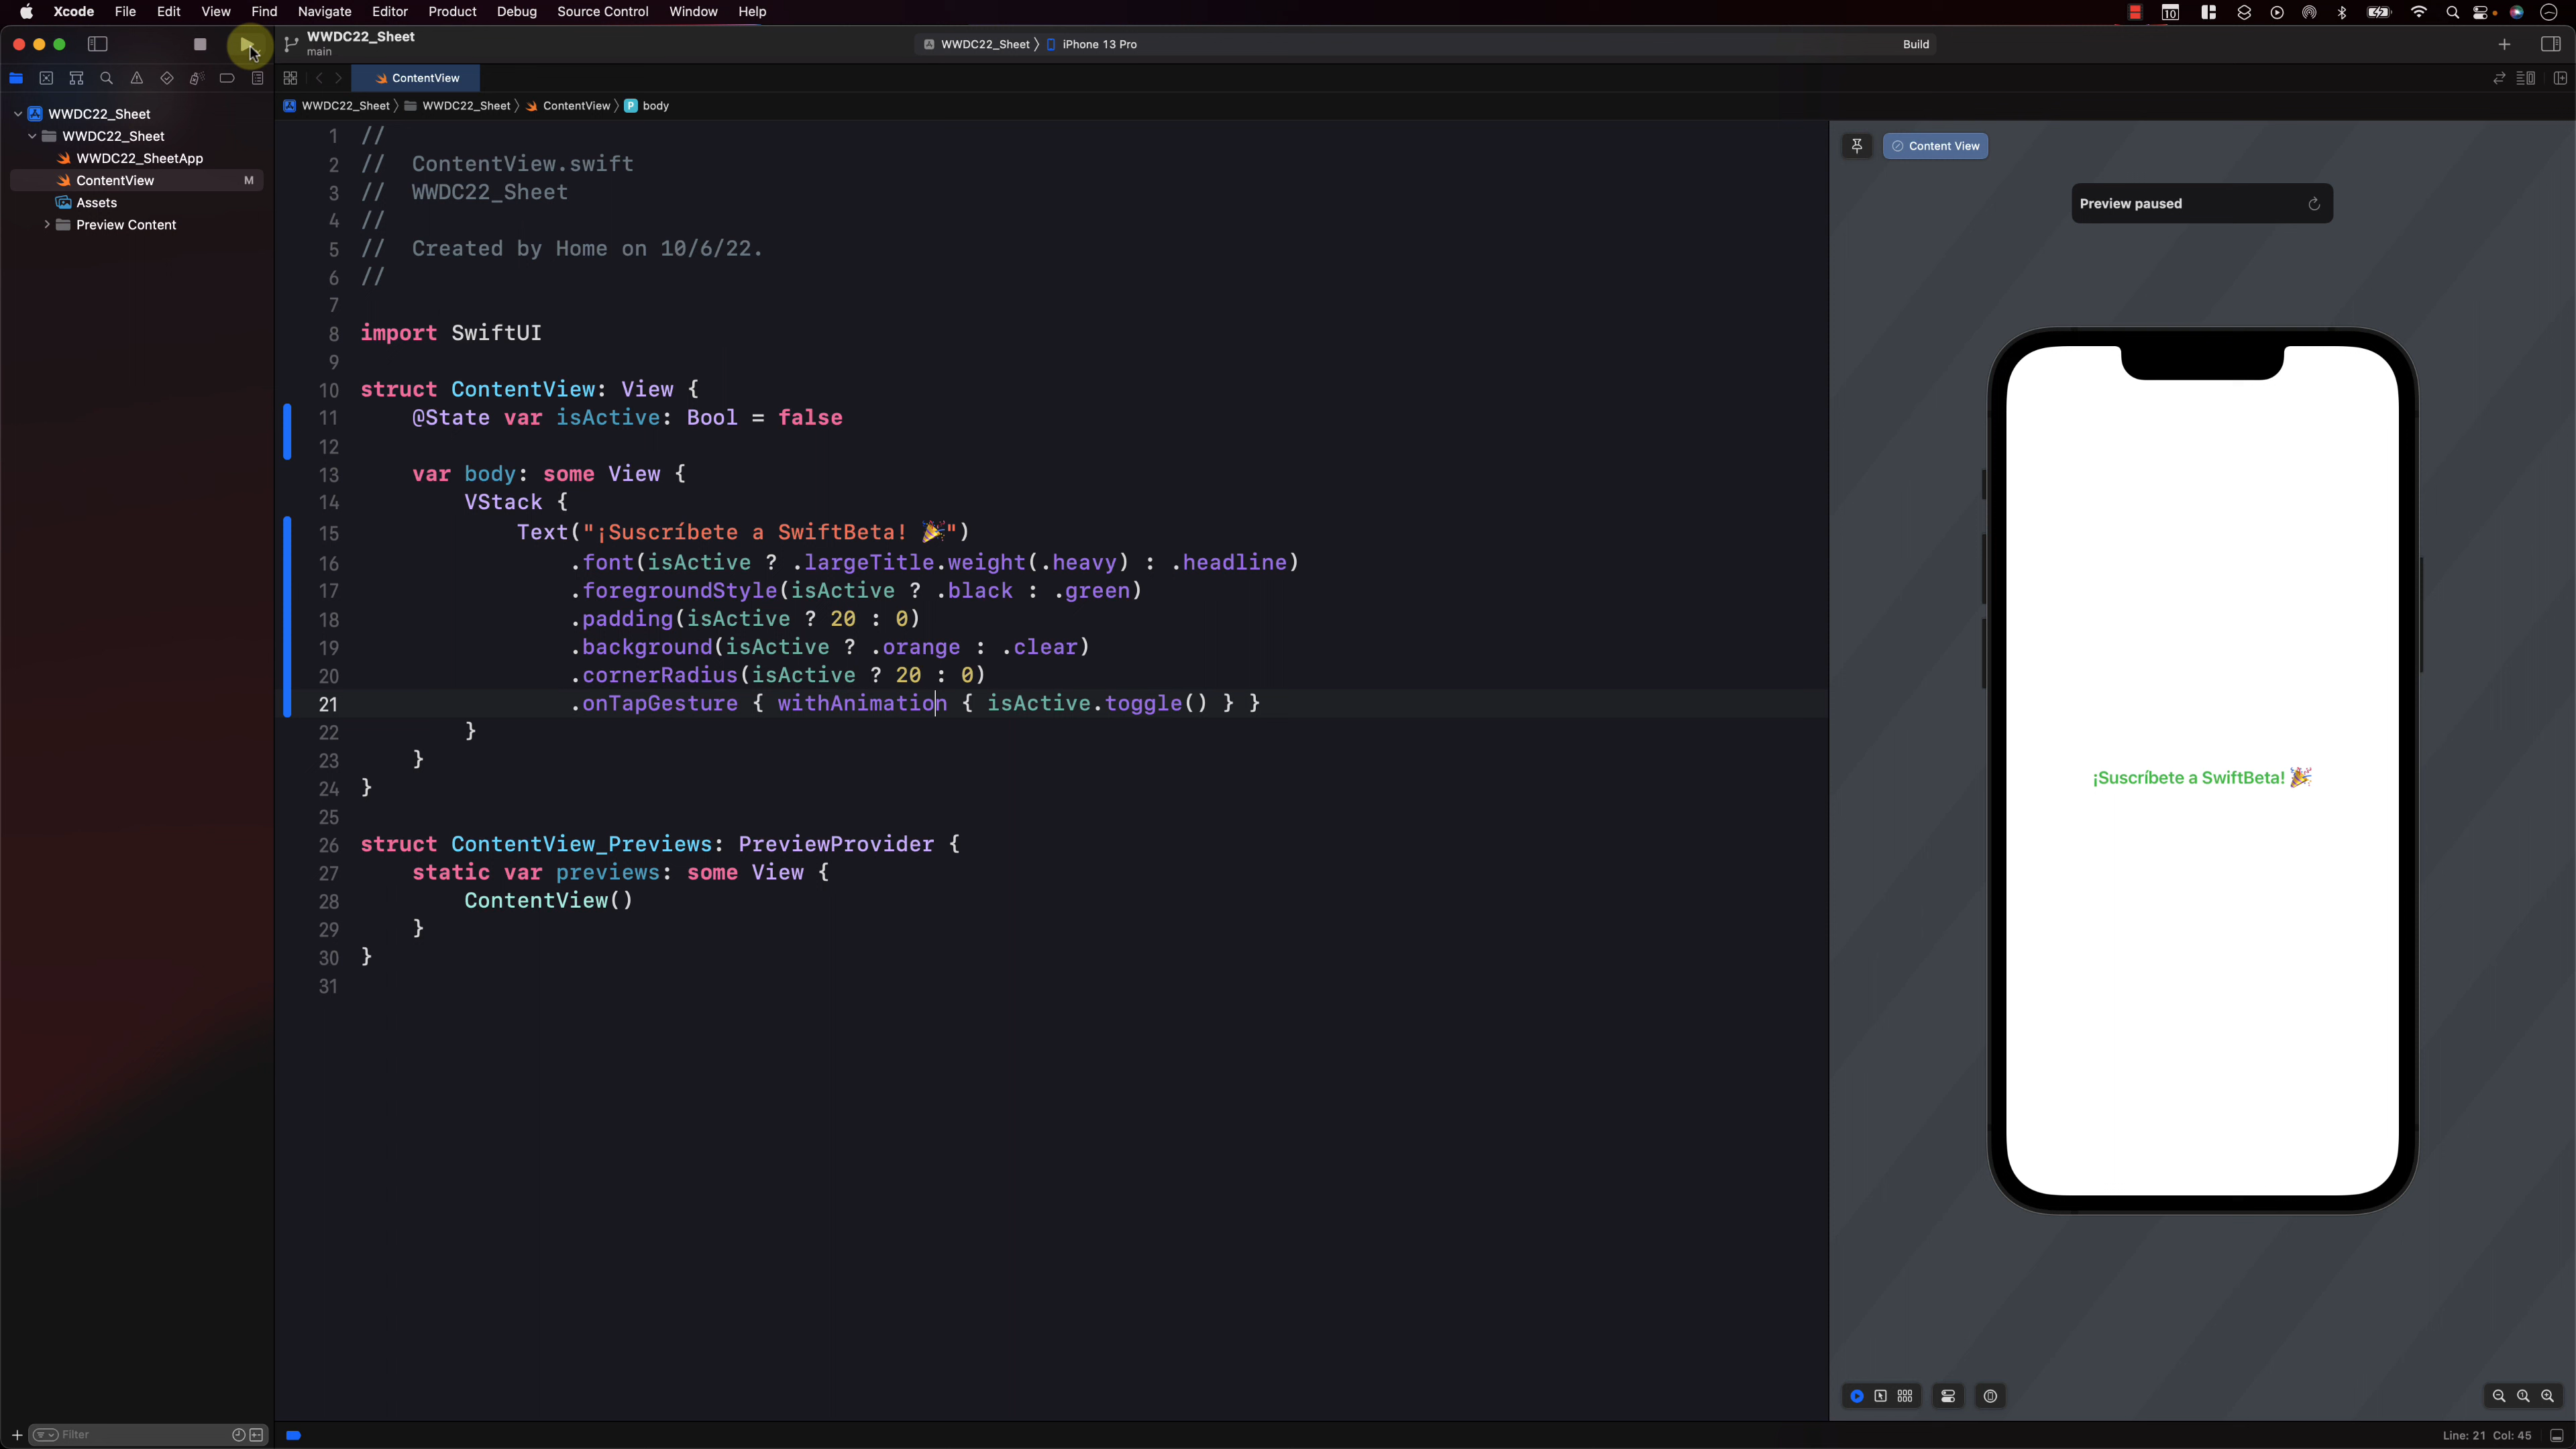 Xcode File Edit View Find Navigate Editor Product Debug Source Control Window Help
10
WWDC22_Sheet
main
WWDC22_Sheet 〉 iPhone 13 Pro
Build
ContentView
WWDC22_Sheet 〉 WWDC22_Sheet 〉 ContentView 〉 P body
WWDC22_Sheet
WWDC22_Sheet
WWDC22_SheetApp
ContentView M
Assets
Preview Content
1 //
2 //  ContentView.swift
3 //  WWDC22_Sheet
4 //
5 //  Created by Home on 10/6/22.
6 //
7
8 import SwiftUI
9
10 struct ContentView: View {
11     @State var isActive: Bool = false
12
13     var body: some View {
14         VStack {
15             Text("¡Suscríbete a SwiftBeta! 🎉")
16                 .font(isActive ? .largeTitle.weight(.heavy) : .headline)
17                 .foregroundStyle(isActive ? .black : .green)
18                 .padding(isActive ? 20 : 0)
19                 .background(isActive ? .orange : .clear)
20                 .cornerRadius(isActive ? 20 : 0)
21                 .onTapGesture { withAnimation { isActive.toggle() } }
22         }
23     }
24 }
25
26 struct ContentView_Previews: PreviewProvider {
27     static var previews: some View {
28         ContentView()
29     }
30 }
31
Content View
Preview paused
¡Suscríbete a SwiftBeta! 🎉
Filter
Line: 21 Col: 45